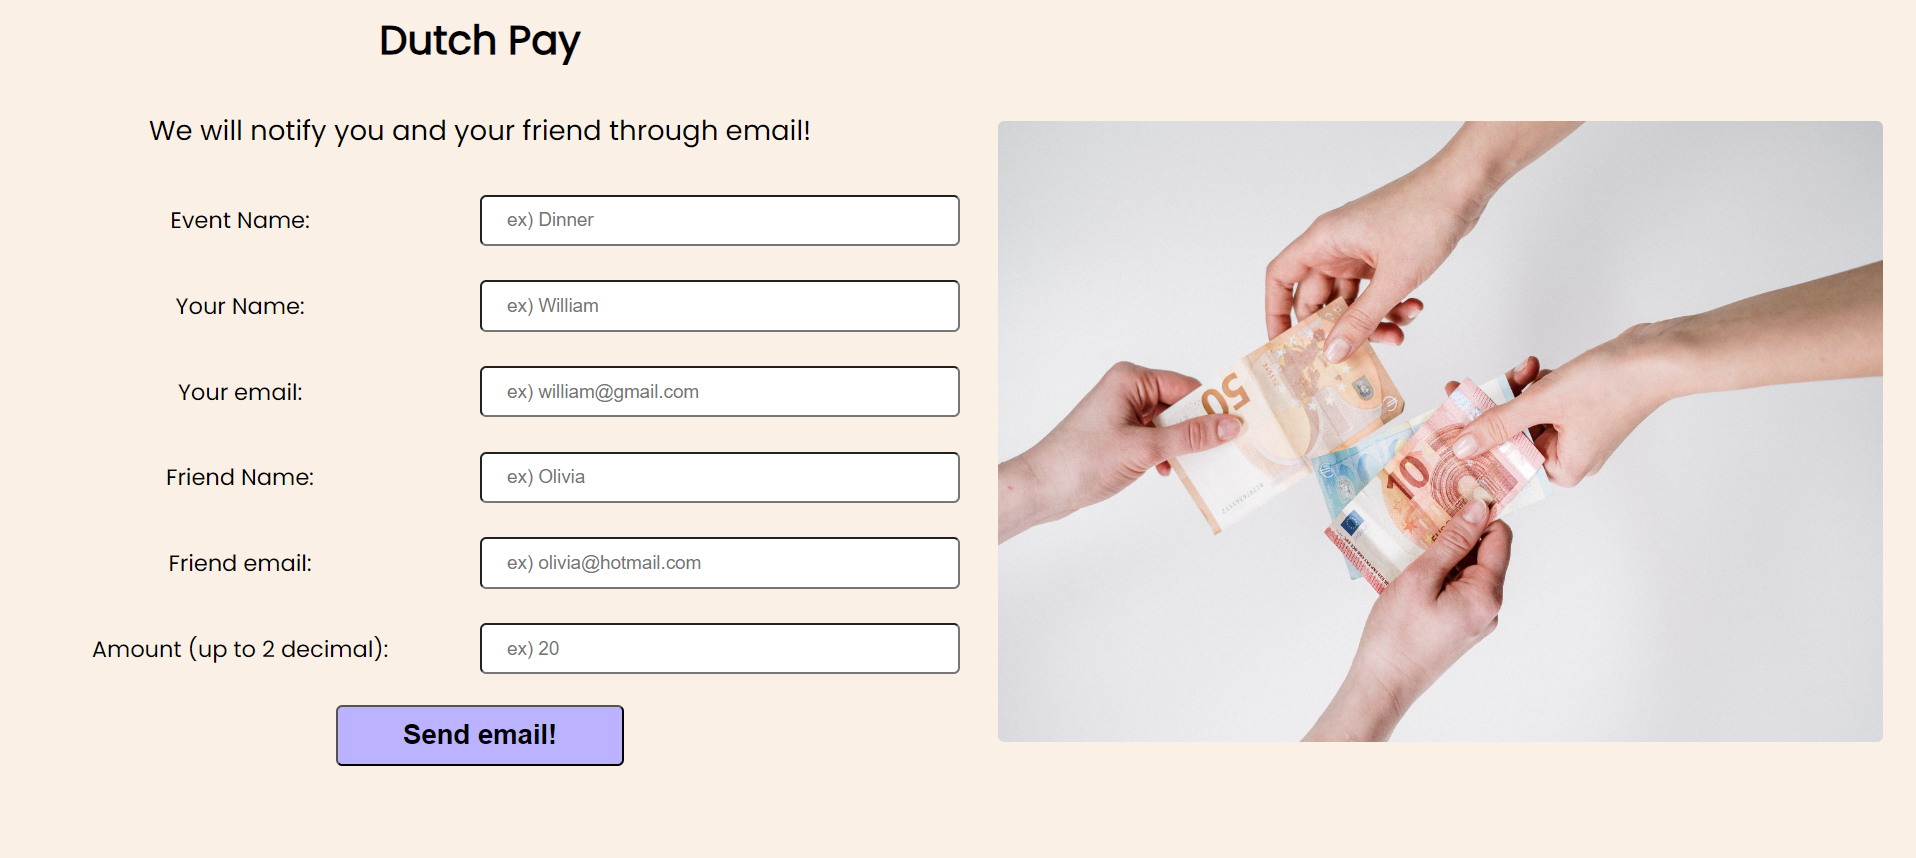 Dutch Pay
We will notify you and your friend through email!
Event Name:
ex) Dinner
Your Name:
ex) William
Your email:
ex) william@gmail.com
Friend Name:
ex) Olivia
Friend email:
ex) olivia@hotmail.com
Amount (up to 2 decimal):
ex) 20
Send email!
50
10